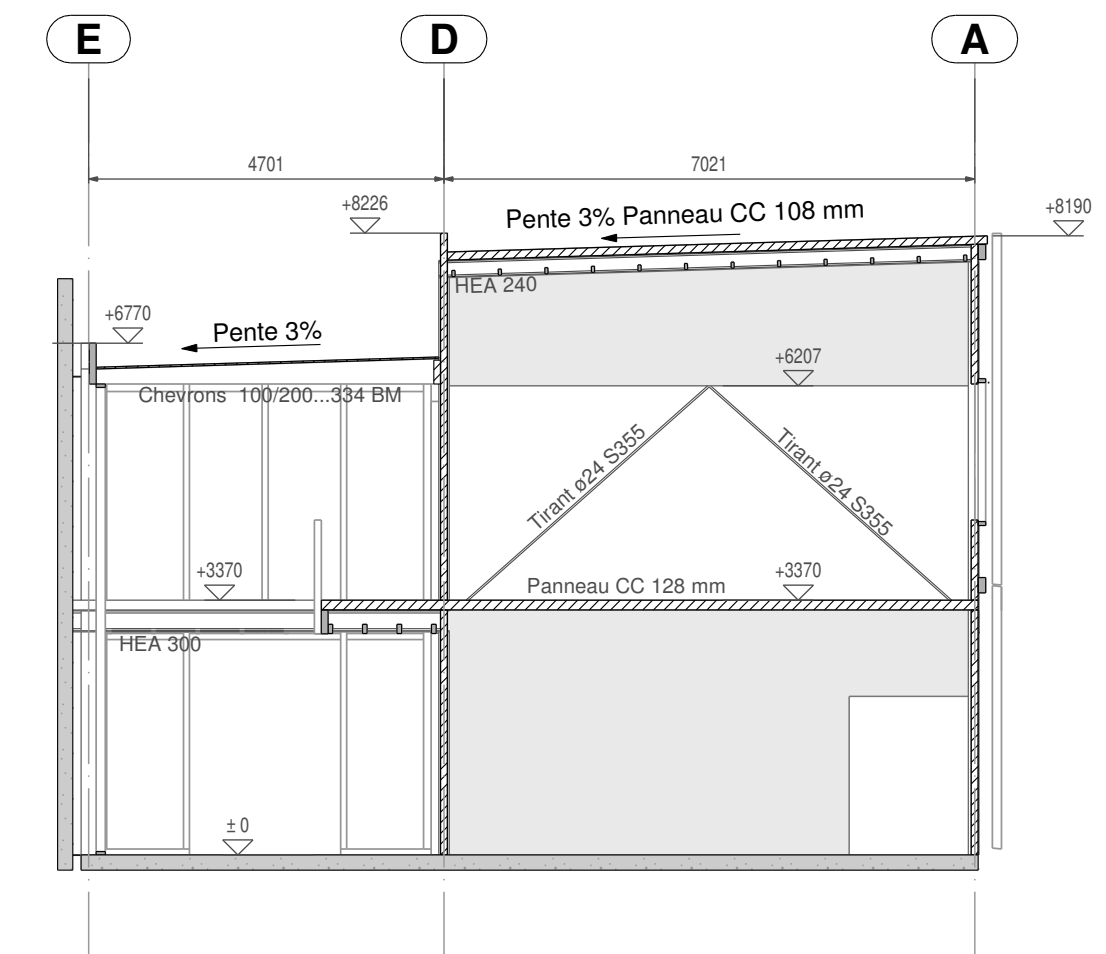 E
D
A
4701
7021
+8226
Pente 3% Panneau CC 108 mm
+8190
HEA 240
+6770
Pente 3%
+6207
Chevrons 100/200...334 BM
Tirant ø24 S355
Tirant ø24 S355
+3370
Panneau CC 128 mm
+3370
HEA 300
± 0